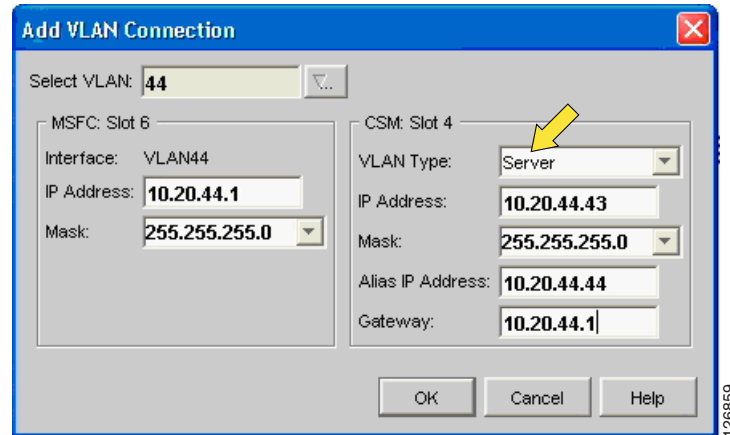 Add VLAN Connection
Select VLAN: 44
MSFC: Slot 6
Interface: VLAN44
IP Address: 10.20.44.1
Mask: 255.255.255.0
CSM: Slot 4
VLAN Type: Server
IP Address: 10.20.44.43
Mask: 255.255.255.0
Alias IP Address: 10.20.44.44
Gateway: 10.20.44.1
OK Cancel Help
126859